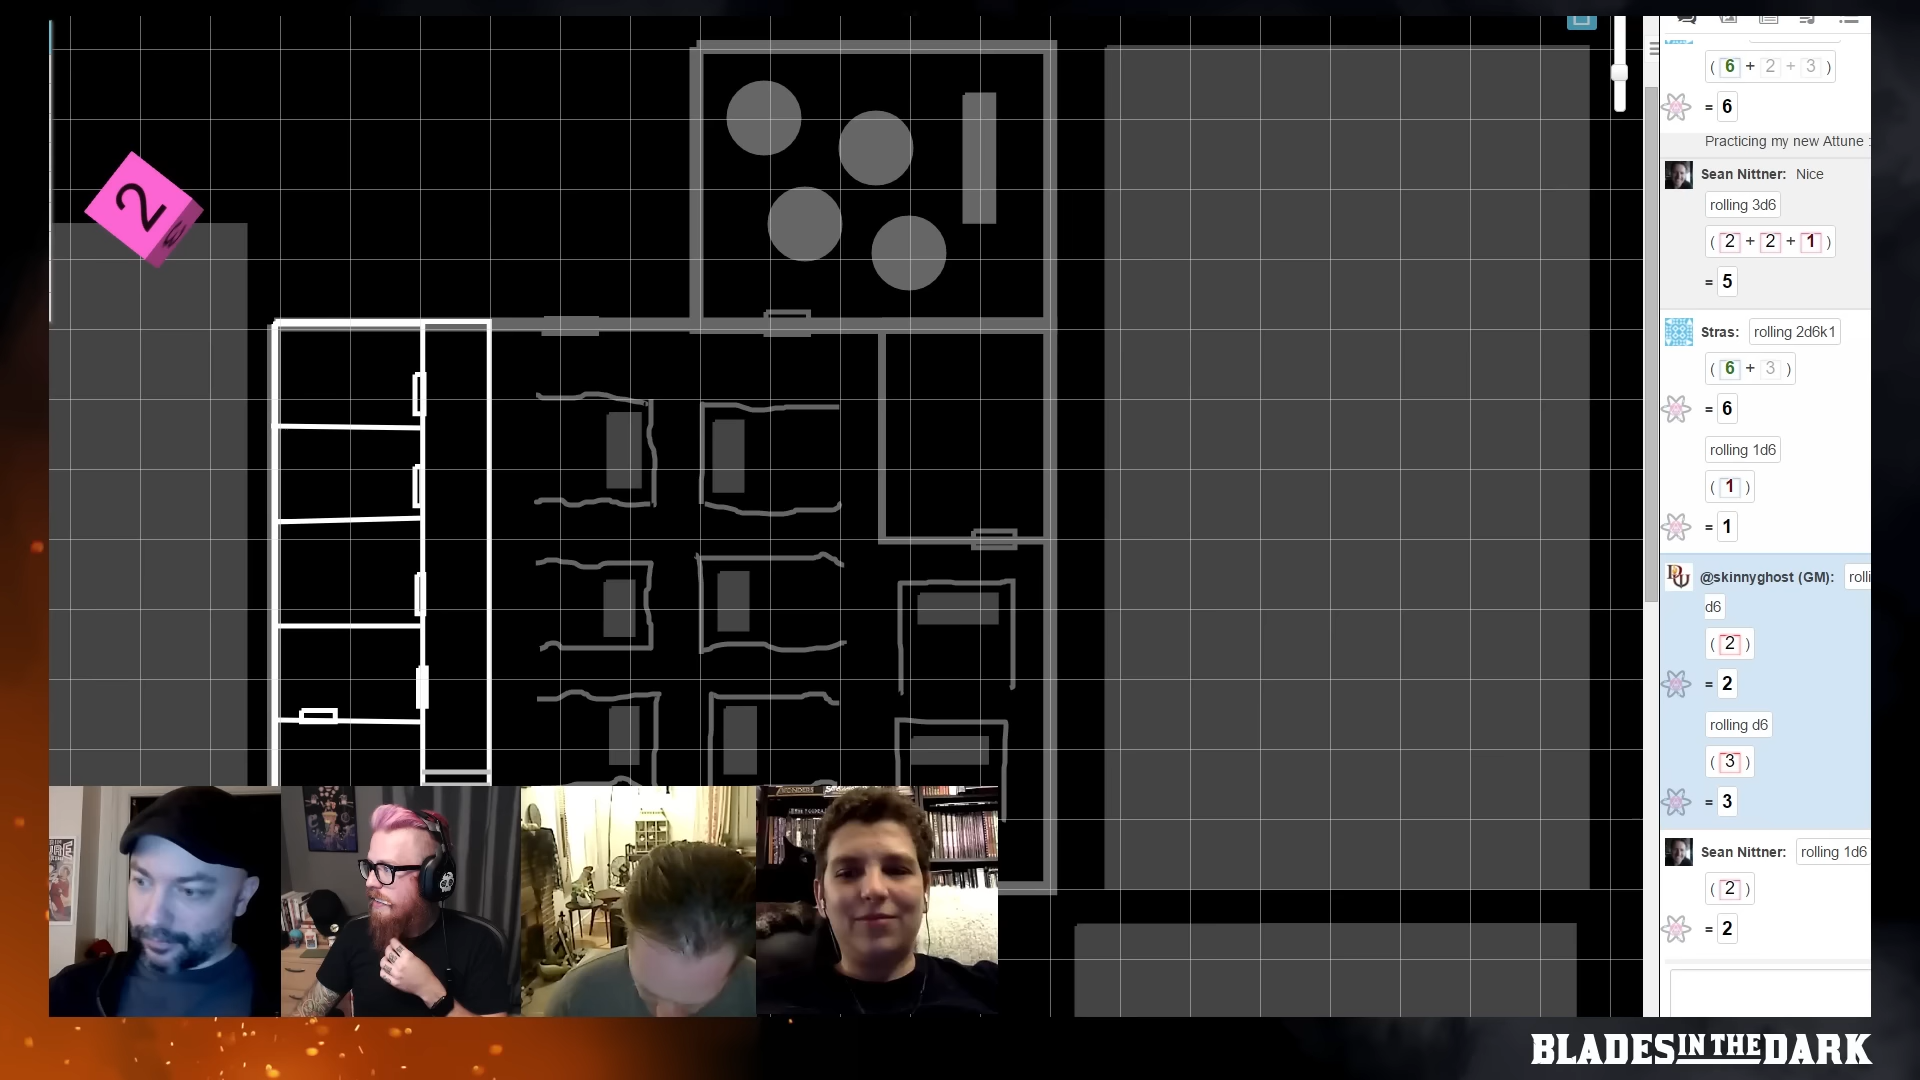 ( 6 + 2 + 3 )
= 6
Practicing my new Attune :
Sean Nittner: Nice
rolling 3d6
( 2 + 2 + 1 )
= 5
Stras: rolling 2d6k1
( 6 + 3 )
= 6
rolling 1d6
( 1 )
= 1
@skinnyghost (GM): rolli
d6
( 2 )
= 2
rolling d6
( 3 )
= 3
Sean Nittner: rolling 1d6
( 2 )
= 2
2
BLADES IN THE DARK